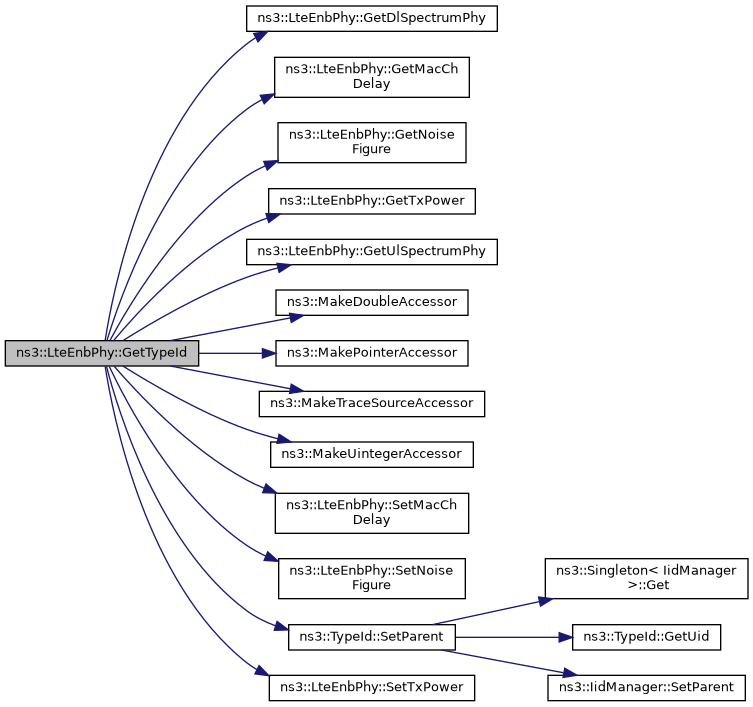 ns3::LteEnbPhy::GetTypeId
ns3::LteEnbPhy::GetDlSpectrumPhy
ns3::LteEnbPhy::GetMacCh
Delay
ns3::LteEnbPhy::GetNoise
Figure
ns3::LteEnbPhy::GetTxPower
ns3::LteEnbPhy::GetUlSpectrumPhy
ns3::MakeDoubleAccessor
ns3::MakePointerAccessor
ns3::MakeTraceSourceAccessor
ns3::MakeUintegerAccessor
ns3::LteEnbPhy::SetMacCh
Delay
ns3::LteEnbPhy::SetNoise
Figure
ns3::TypeId::SetParent
ns3::LteEnbPhy::SetTxPower
ns3::Singleton< IidManager
>::Get
ns3::TypeId::GetUid
ns3::IidManager::SetParent